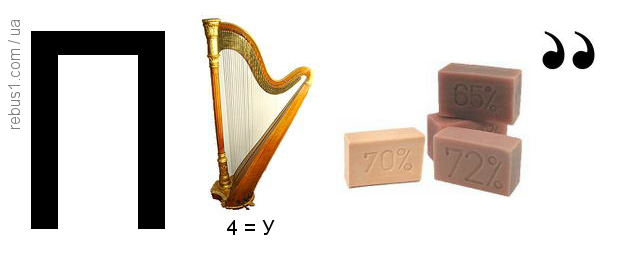 rebus1.com/ua
П
”
65%
70%
72%
4 = У